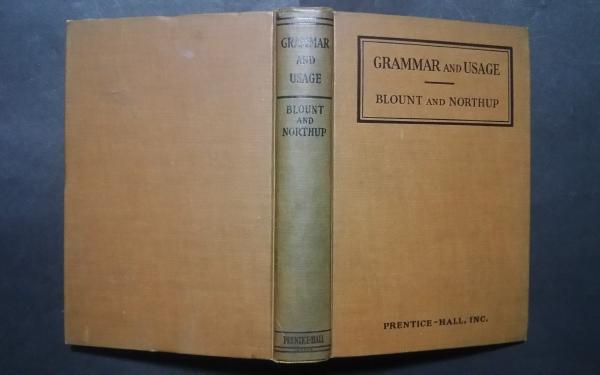 GRAMMAR
AND
USAGE
BLOUNT
AND
NORTHUP
PRENTICE-HALL
GRAMMAR AND USAGE
BLOUNT AND NORTHUP
PRENTICE-HALL, INC.